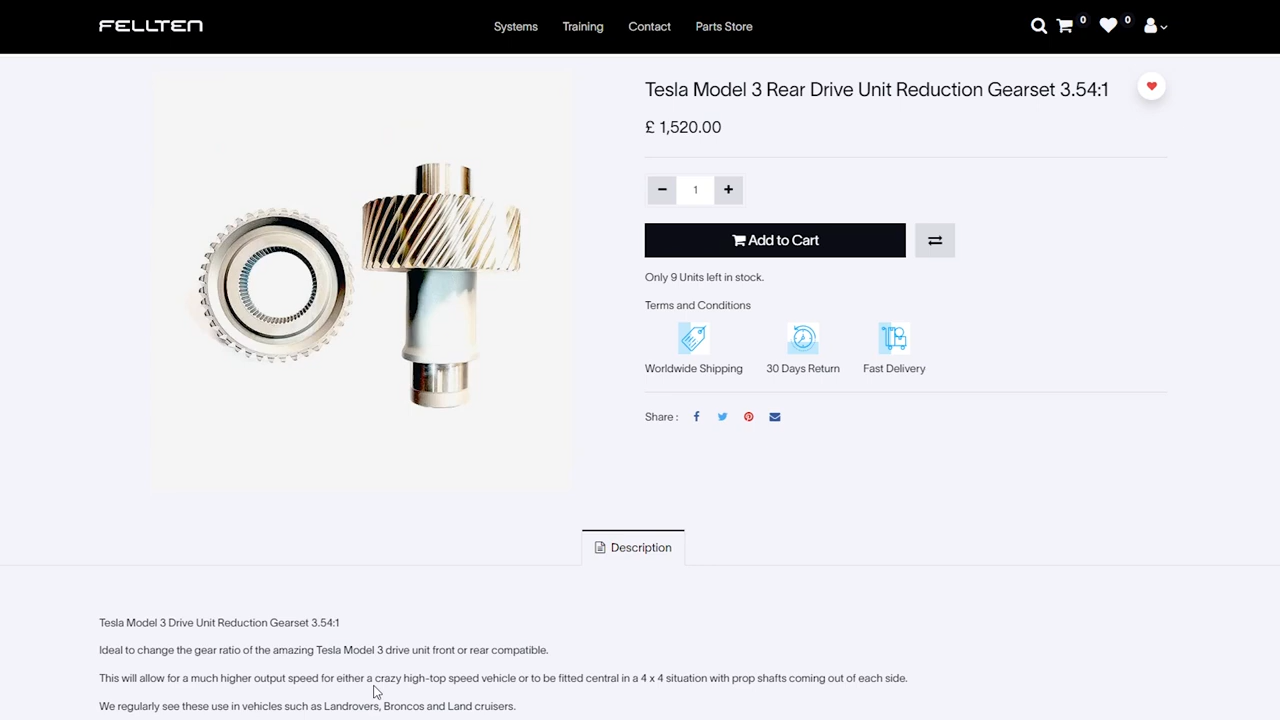 FELLTEN
Systems Training Contact Parts Store
0 0
Tesla Model 3 Rear Drive Unit Reduction Gearset 3.54:1
£ 1,520.00
1
Add to Cart
Only 9 Units left in stock.
Terms and Conditions
Worldwide Shipping 30 Days Return Fast Delivery
Share :
Description
Tesla Model 3 Drive Unit Reduction Gearset 3.54:1
Ideal to change the gear ratio of the amazing Tesla Model 3 drive unit front or rear compatible.
This will allow for a much higher output speed for either a crazy high-top speed vehicle or to be fitted central in a 4 x 4 situation with prop shafts coming out of each side.
We regularly see these use in vehicles such as Landrovers, Broncos and Land cruisers.